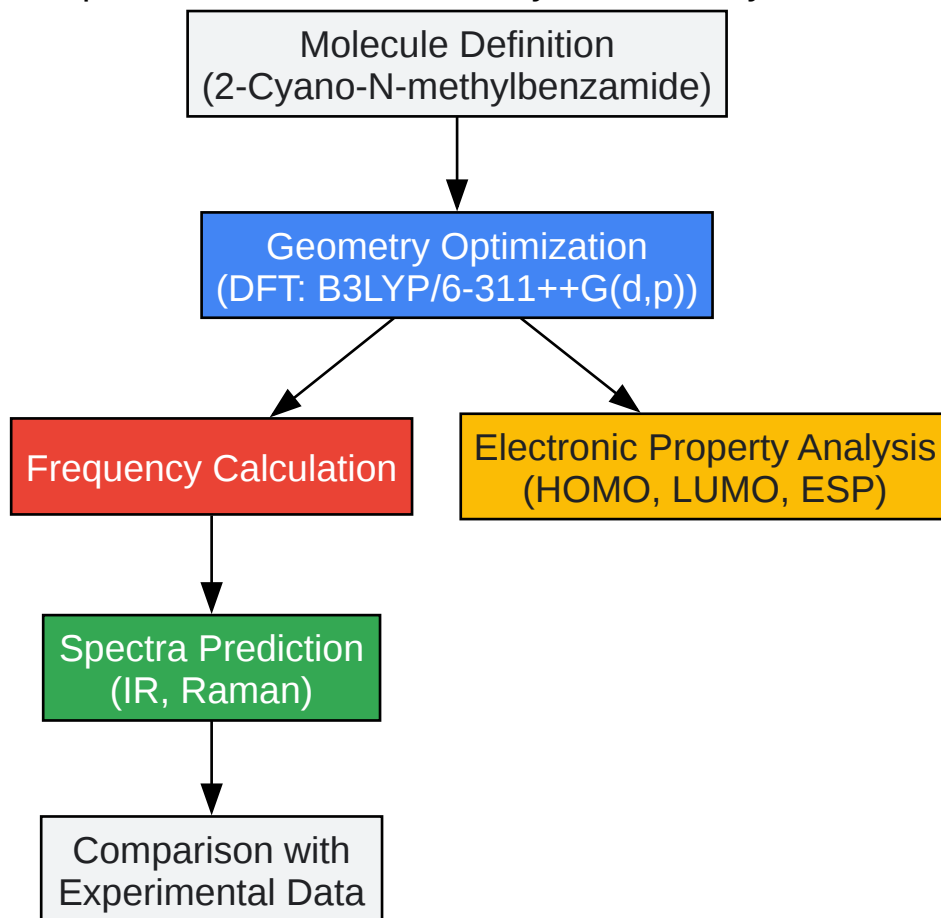 Molecule Definition
(2-Cyano-N-methylbenzamide)
Geometry Optimization
(DFT: B3LYP/6-311++G(d,p))
Frequency Calculation
Electronic Property Analysis
(HOMO, LUMO, ESP)
Spectra Prediction
(IR, Raman)
Comparison with
Experimental Data